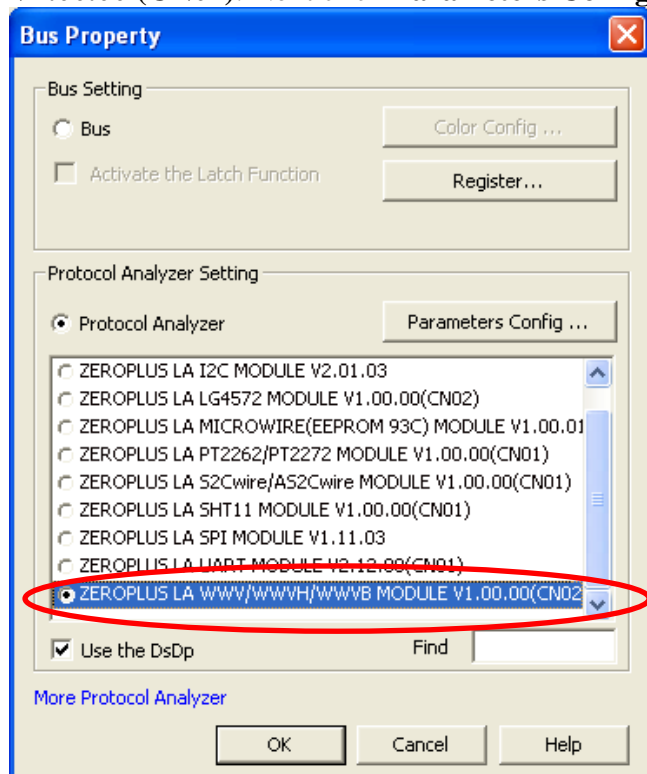 Parameters Config
Bus Property
Bus Setting
Bus
Color Config ...
Activate the Latch Function
Register...
Protocol Analyzer Setting
Protocol Analyzer
Parameters Config ...
ZEROPLUS LA I2C MODULE V2.01.03
ZEROPLUS LA LG4572 MODULE V1.00.00(CN02)
ZEROPLUS LA MICROWIRE(EEPROM 93C) MODULE V1.00.01
ZEROPLUS LA PT2262/PT2272 MODULE V1.00.00(CN01)
ZEROPLUS LA S2Cwire/AS2Cwire MODULE V1.00.00(CN01)
ZEROPLUS LA SHT11 MODULE V1.00.00(CN01)
ZEROPLUS LA SPI MODULE V1.11.03
ZEROPLUS LA UART MODULE V2.12.00(CN01)
ZEROPLUS LA WWV/WWVH/WWVB MODULE V1.00.00(CN02
Use the DsDp
Find
More Protocol Analyzer
OK
Cancel
Help